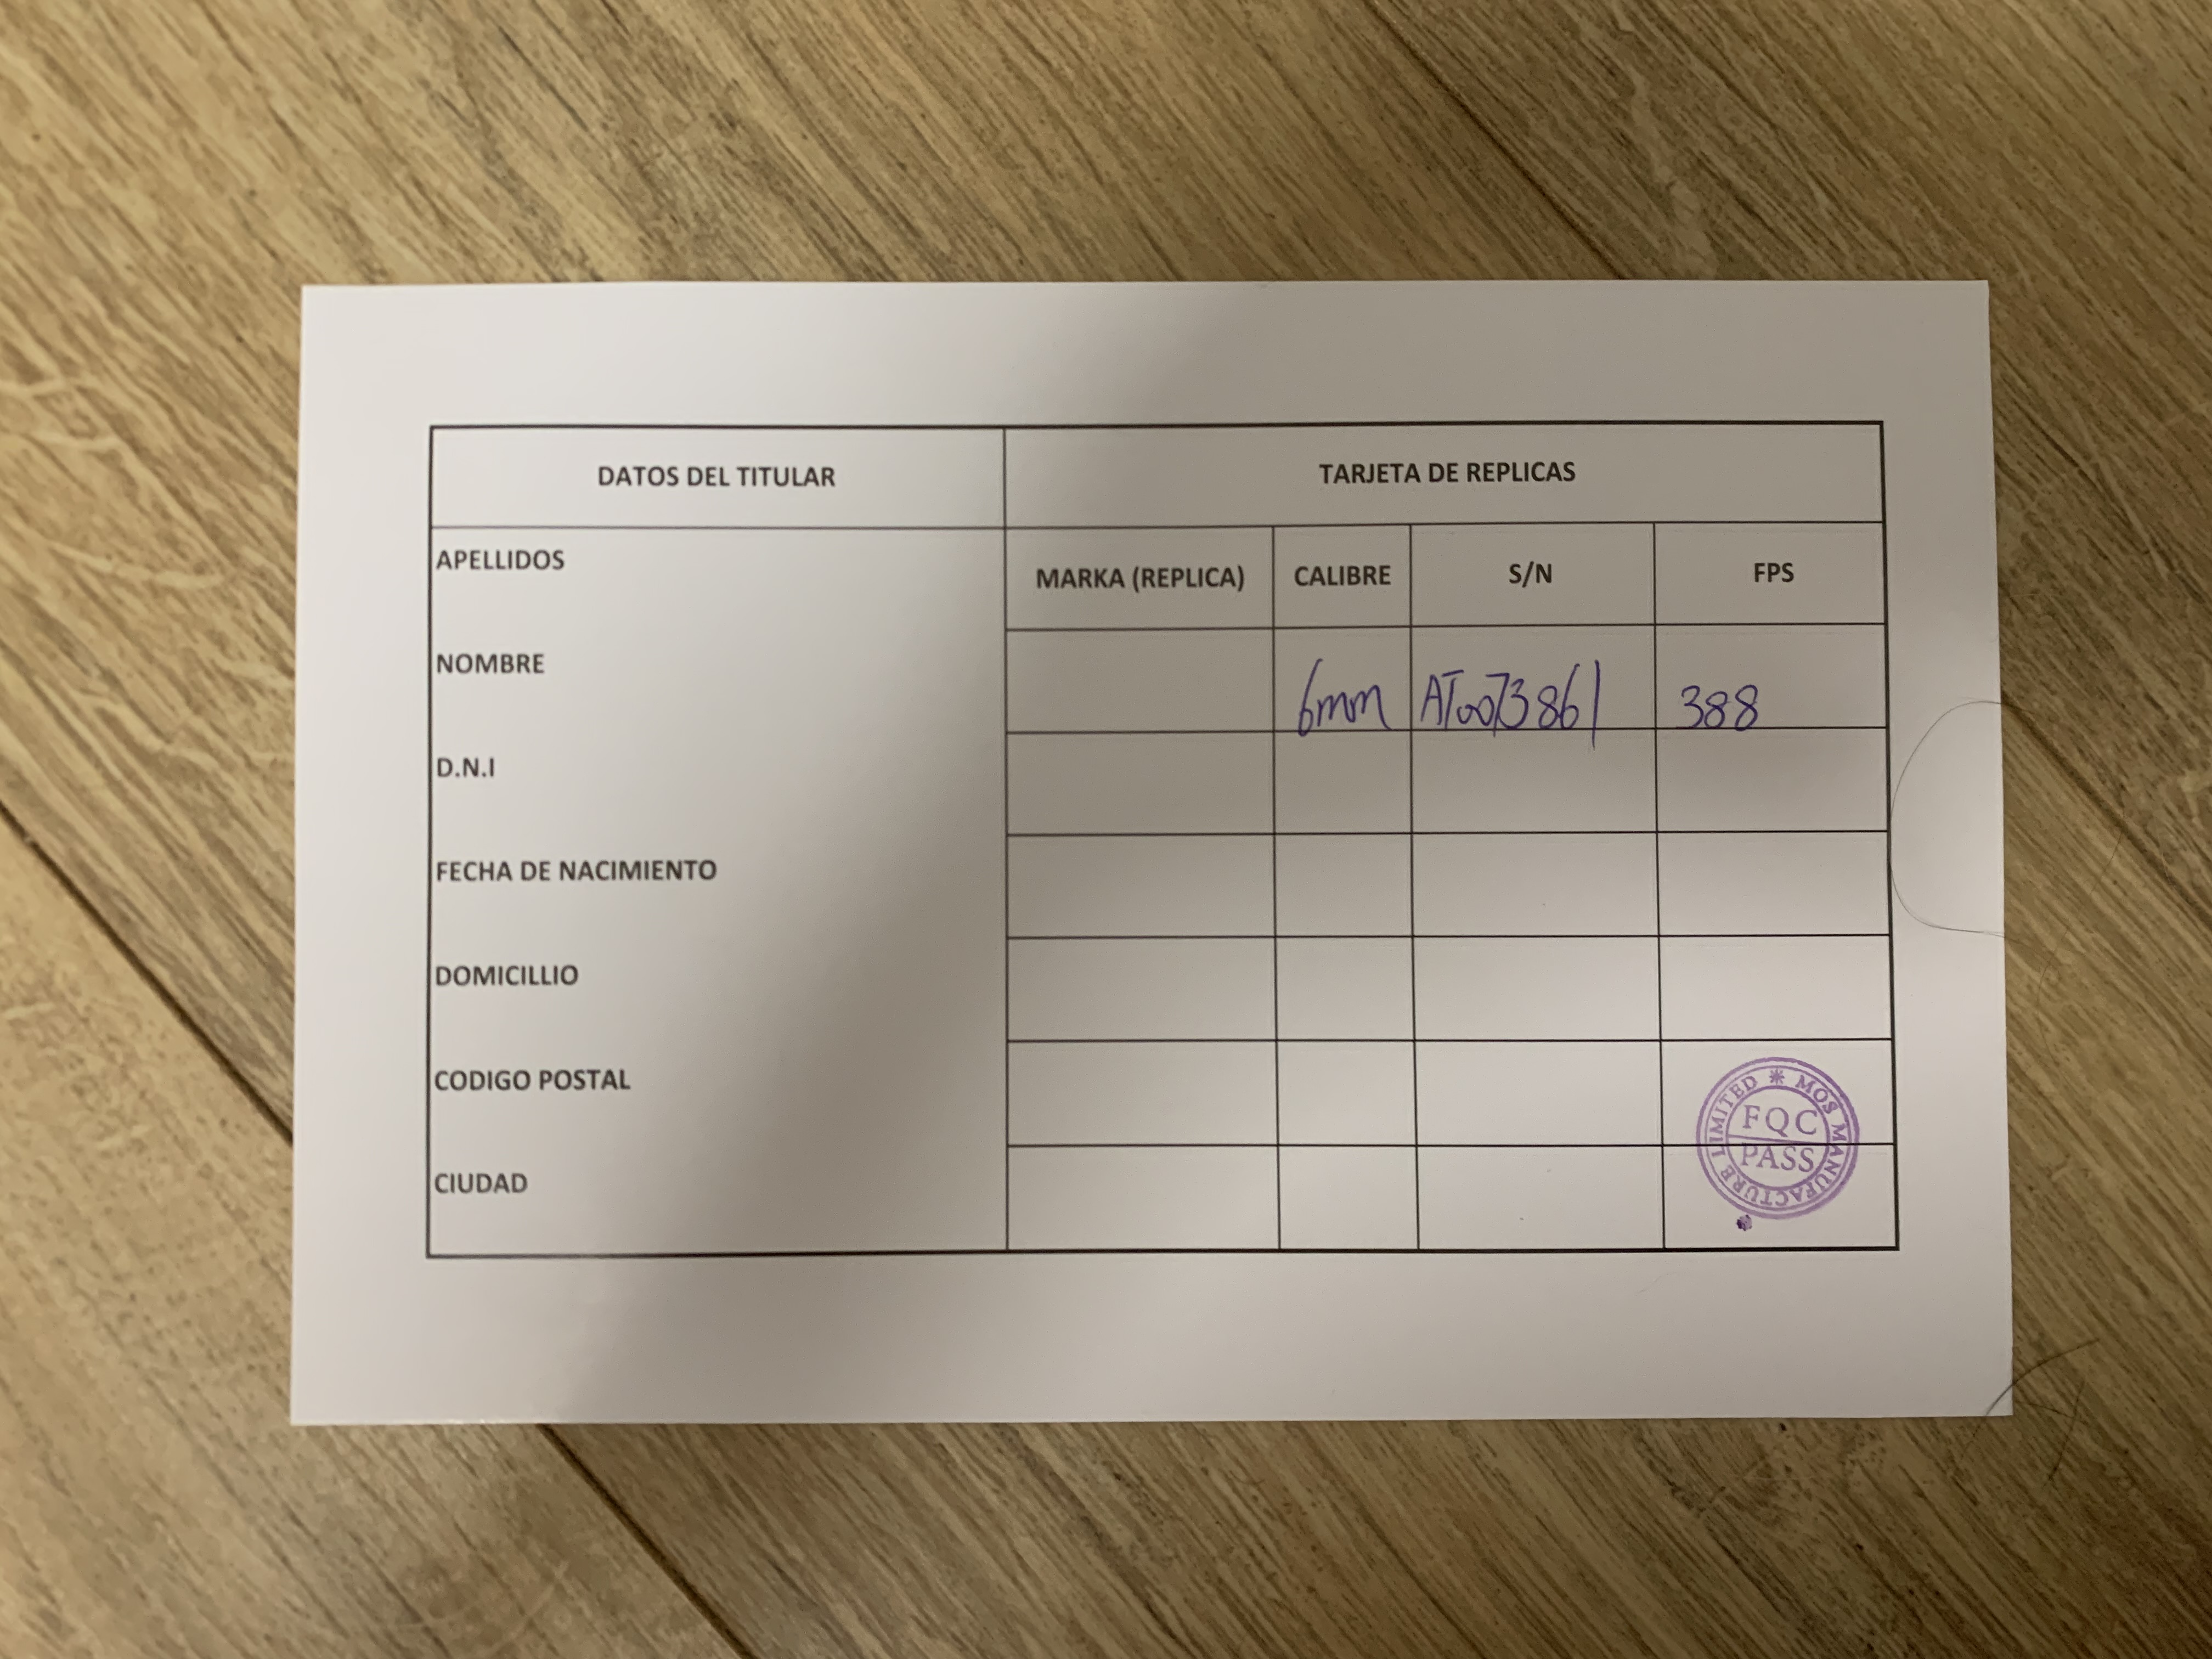 DATOS DEL TITULAR
TARJETA DE REPLICAS
APELLIDOS
MARKA (REPLICA) CALIBRE S/N FPS
NOMBRE
6mm AT0073861 388
D.N.I
FECHA DE NACIMIENTO
DOMICILLIO
CODIGO POSTAL
CIUDAD
MOS MANUFACTURE LIMITED
FQC
PASS